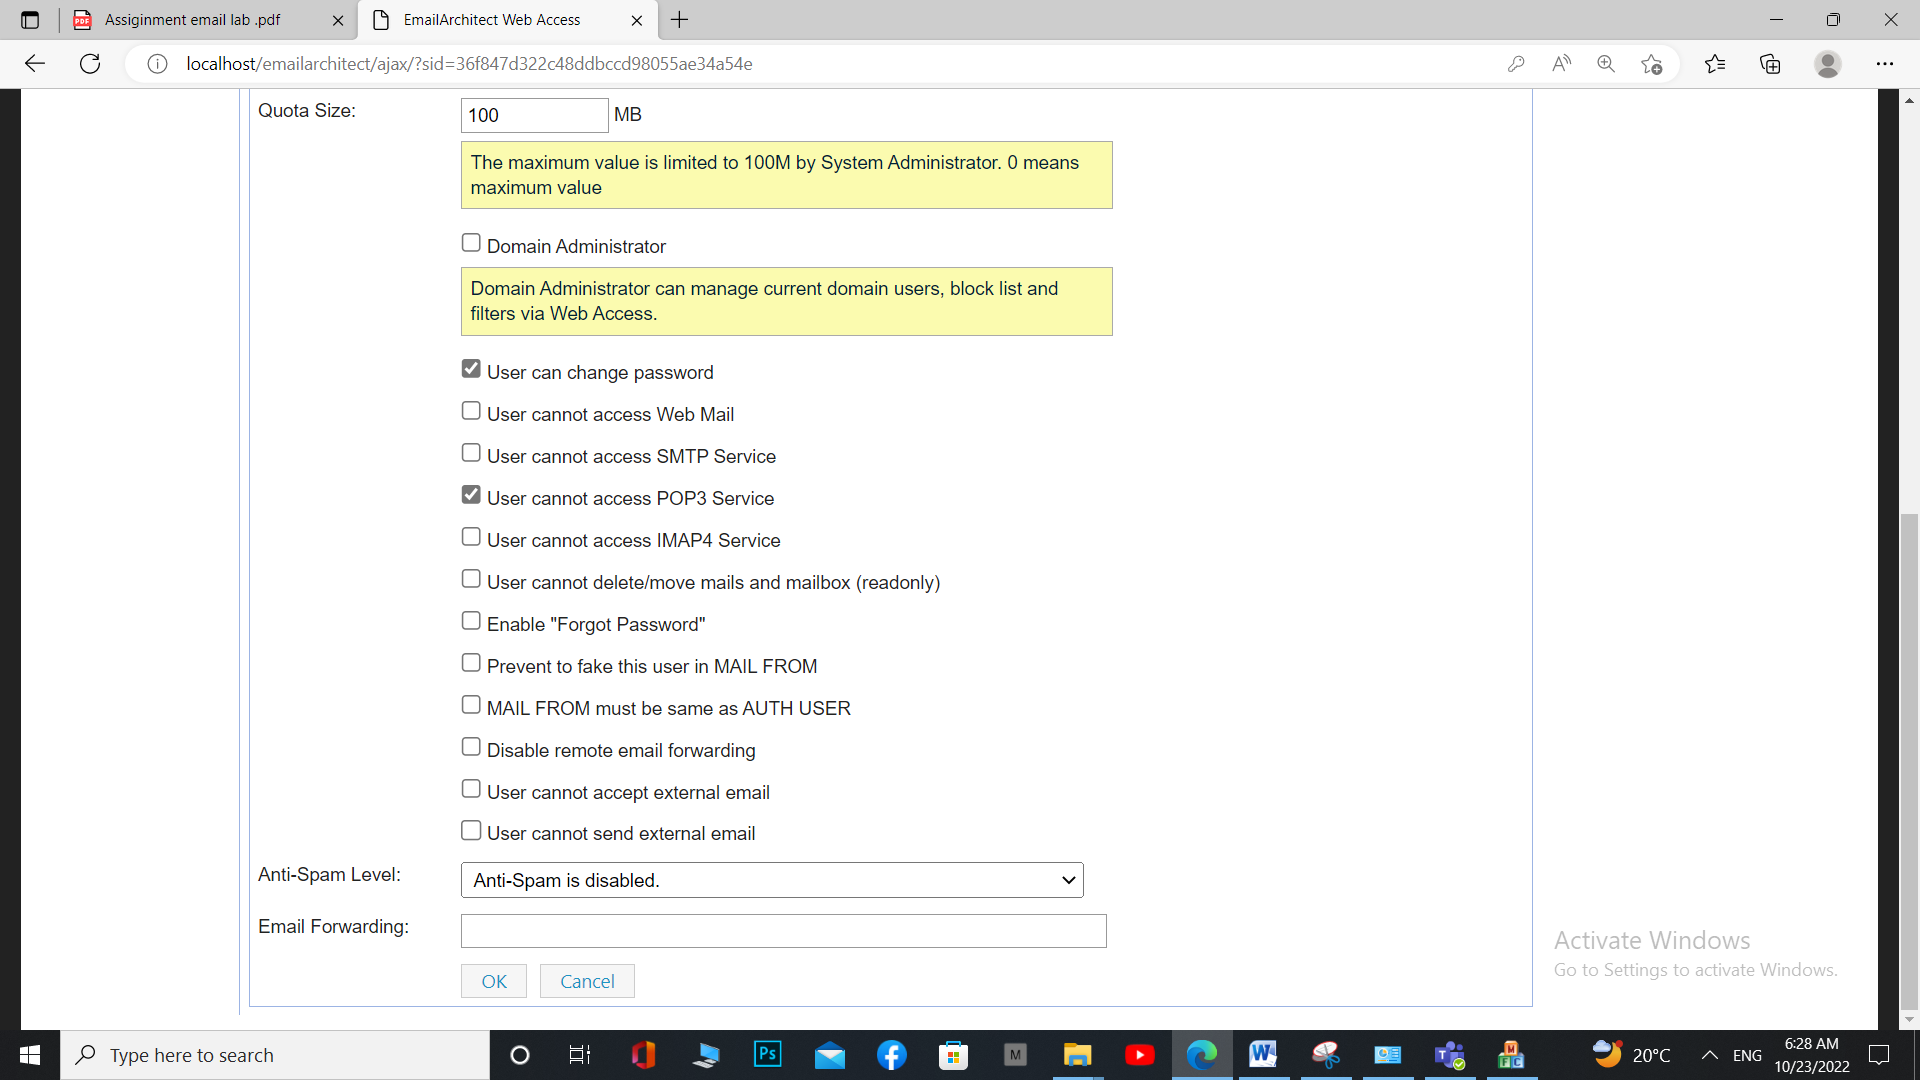 Assiginment email lab .pdf
EmailArchitect Web Access
localhost/emailarchitect/ajax/?sid=36f847d322c48ddbccd98055ae34a54e
Quota Size:
100
MB
The maximum value is limited to 100M by System Administrator. 0 means
maximum value
Domain Administrator
Domain Administrator can manage current domain users, block list and
filters via Web Access.
User can change password
User cannot access Web Mail
User cannot access SMTP Service
User cannot access POP3 Service
User cannot access IMAP4 Service
User cannot delete/move mails and mailbox (readonly)
Enable "Forgot Password"
Prevent to fake this user in MAIL FROM
MAIL FROM must be same as AUTH USER
Disable remote email forwarding
User cannot accept external email
User cannot send external email
Anti-Spam Level:
Anti-Spam is disabled.
Email Forwarding:
OK
Cancel
Activate Windows
Go to Settings to activate Windows.
Type here to search
Ps
M
20°C
ENG
6:28 AM
10/23/2022